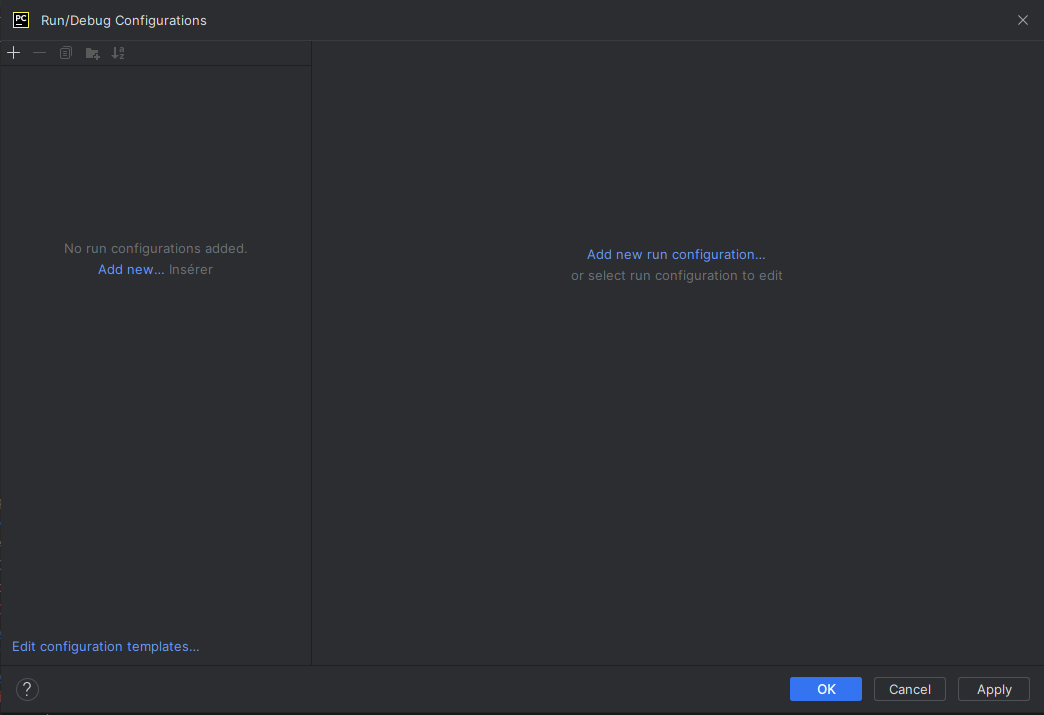 PC Run/Debug Configurations
No run configurations added.
Add new... Insérer
Add new run configuration...
or select run configuration to edit
Edit configuration templates...
?
OK Cancel Apply